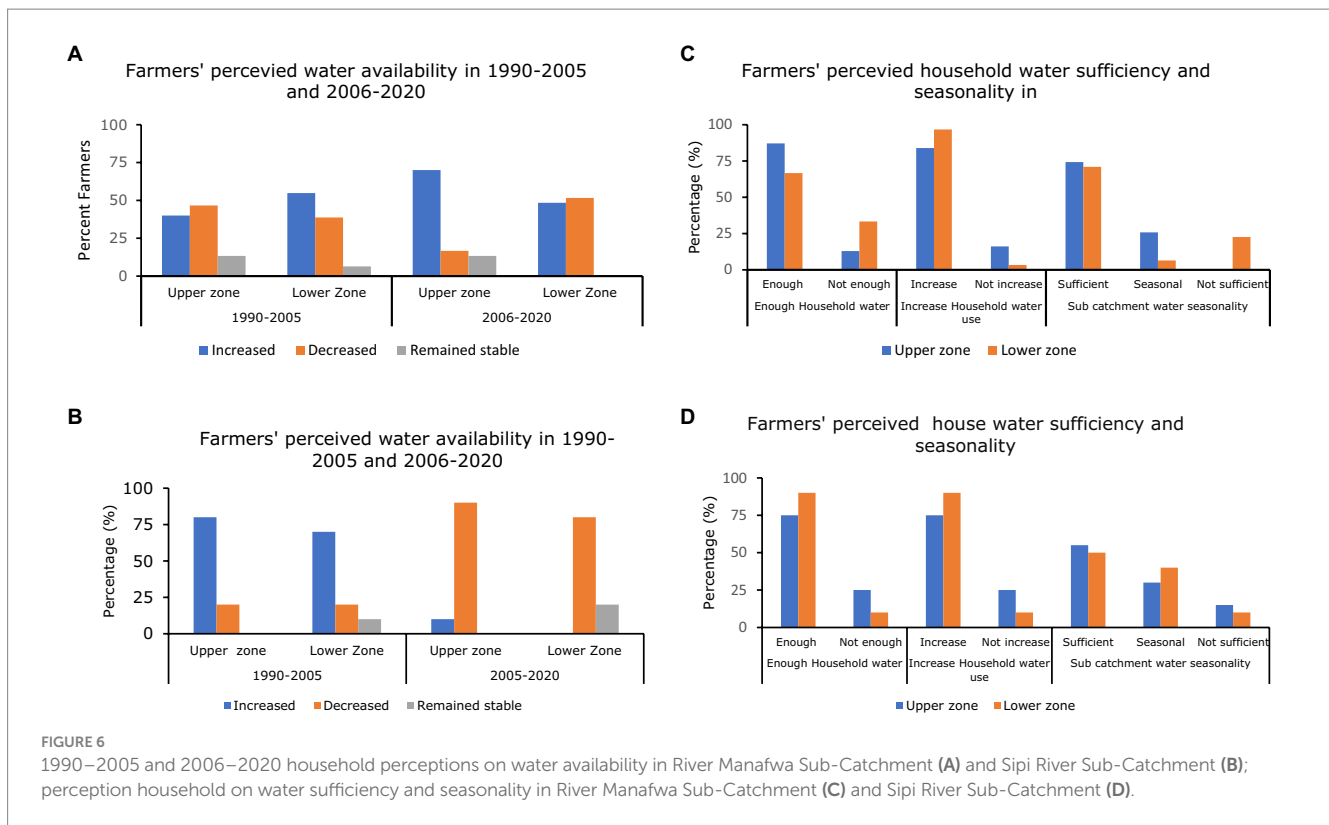 A
Farmers' percevied water availability in 1990-2005
and 2006-2020
Percent Farmers
100
75
50
25
0
Upper zone Lower Zone Upper zone Lower Zone
1990-2005 2006-2020
Increased Decreased Remained stable
C
Farmers' percevied household water sufficiency and
seasonality in
Percentage (%)
100
75
50
25
0
Enough Not enough Increase Not increase Sufficient Seasonal Not sufficient
Enough Household water Increase Household water use Sub catchment water seasonality
Upper zone Lower zone
B
Farmers' perceived water availability in 1990-
2005 and 2006-2020
Percentage (%)
100
75
50
25
0
Upper zone Lower Zone Upper zone Lower Zone
1990-2005 2005-2020
Increased Decreased Remained stable
D
Farmers' perceived house water sufficiency and
seasonality
Percentage (%)
100
75
50
25
0
Enough Not enough Increase Not increase Sufficient Seasonal Not sufficient
Enough Household water Increase Household water use Sub catchment water seasonality
Upper zone Lower zone
FIGURE 6
1990–2005 and 2006–2020 household perceptions on water availability in River Manafwa Sub-Catchment (A) and Sipi River Sub-Catchment (B);
perception household on water sufficiency and seasonality in River Manafwa Sub-Catchment (C) and Sipi River Sub-Catchment (D).